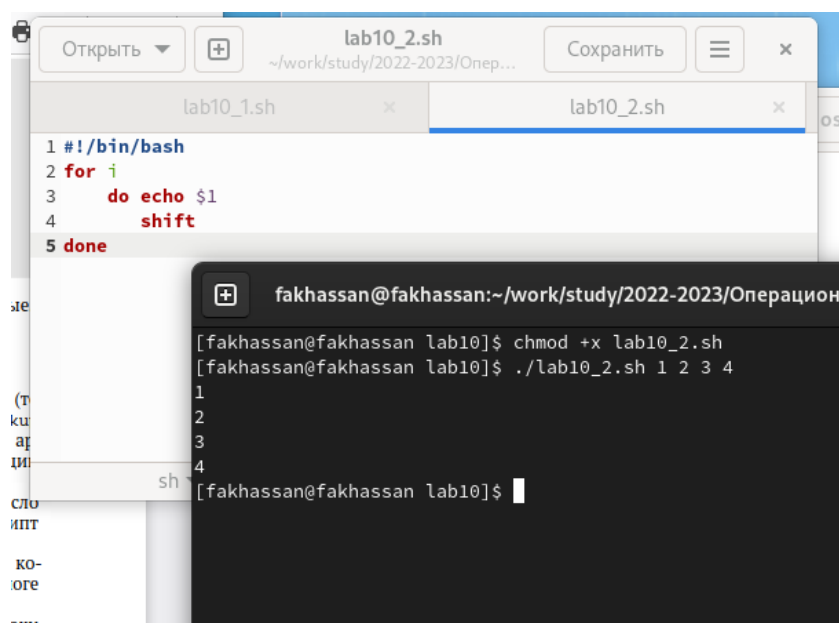 Открыть
lab10_2.sh
~/work/study/2022-2023/Опер...
Сохранить
lab10_1.sh
lab10_2.sh
1 #!/bin/bash
2 for i
3     do echo $1
4        shift
5 done
sh
fakhassan@fakhassan:~/work/study/2022-2023/Операцион
[fakhassan@fakhassan lab10]$ chmod +x lab10_2.sh
[fakhassan@fakhassan lab10]$ ./lab10_2.sh 1 2 3 4
1
2
3
4
[fakhassan@fakhassan lab10]$